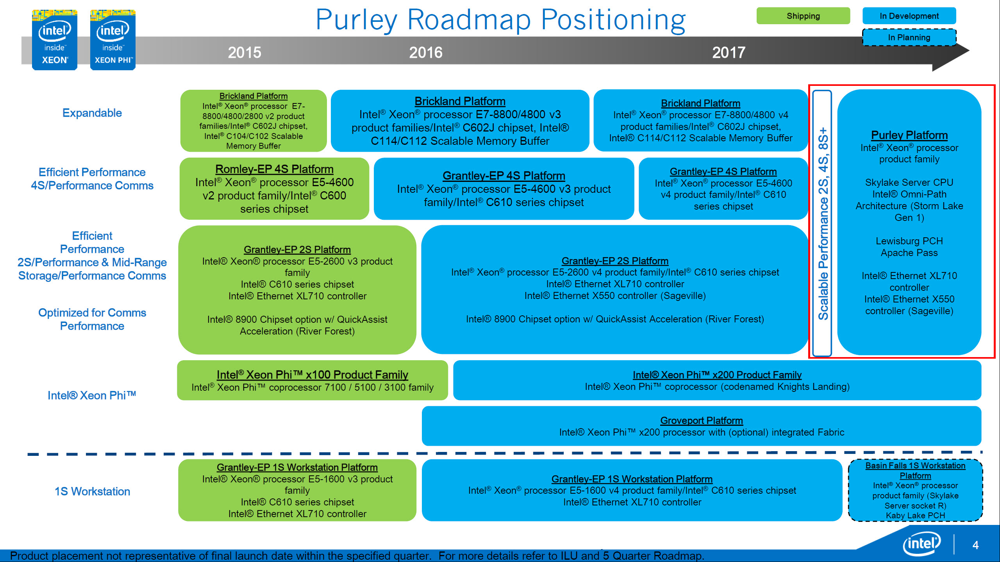 Purley Roadmap Positioning
Shipping
In Development
In Planning
intel
inside™
XEON®
intel
inside™
XEON PHI™
2015
2016
2017
Expandable
Brickland Platform
Intel® Xeon® processor E7-
8800/4800/2800 v2 product
families/Intel® C602J chipset,
Intel® C104/C102 Scalable
Memory Buffer
Brickland Platform
Intel® Xeon® processor E7-8800/4800 v3
product families/Intel® C602J chipset, Intel®
C114/C112 Scalable Memory Buffer
Brickland Platform
Intel® Xeon® processor E7-8800/4800 v4
product families/Intel® C602J chipset,
Intel® C114/C112 Scalable Memory Buffer
Scalable Performance 2S, 4S, 8S+
Purley Platform
Intel® Xeon® processor
product family
Skylake Server CPU
Intel® Omni-Path
Architecture (Storm Lake
Gen 1)
Lewisburg PCH
Apache Pass
Intel® Ethernet XL710
controller
Intel® Ethernet X550
controller (Sageville)
Efficient Performance
4S/Performance Comms
Romley-EP 4S Platform
Intel® Xeon® processor E5-4600
v2 product family/Intel® C600
series chipset
Grantley-EP 4S Platform
Intel® Xeon® processor E5-4600 v3 product
family/Intel® C610 series chipset
Grantley-EP 4S Platform
Intel® Xeon® processor E5-4600
v4 product family/Intel® C610
series chipset
Efficient
Performance
2S/Performance & Mid-Range
Storage/Performance Comms
Optimized for Comms
Performance
Grantley-EP 2S Platform
Intel® Xeon® processor E5-2600 v3 product
family
Intel® C610 series chipset
Intel® Ethernet XL710 controller
Intel® 8900 Chipset option w/ QuickAssist
Acceleration (River Forest)
Grantley-EP 2S Platform
Intel® Xeon® processor E5-2600 v4 product family/Intel® C610 series chipset
Intel® Ethernet XL710 controller
Intel® Ethernet X550 controller (Sageville)
Intel® 8900 Chipset option w/ QuickAssist Acceleration (River Forest)
Intel® Xeon Phi™
Intel® Xeon Phi™ x100 Product Family
Intel® Xeon Phi™ coprocessor 7100 / 5100 / 3100 family
Intel® Xeon Phi™ x200 Product Family
Intel® Xeon Phi™ coprocessor (codenamed Knights Landing)
Groveport Platform
Intel® Xeon Phi™ x200 processor with (optional) integrated Fabric
1S Workstation
Grantley-EP 1S Workstation Platform
Intel® Xeon® processor E5-1600 v3 product
family
Intel® C610 series chipset
Intel® Ethernet XL710 controller
Grantley-EP 1S Workstation Platform
Intel® Xeon® processor E5-1600 v4 product family/Intel® C610 series chipset
Intel® Ethernet XL710 controller
Basin Falls 1S Workstation
Platform
Intel® Xeon® processor
product family (Skylake
Server socket R)
Kaby Lake PCH
intel
4
Product placement not representative of final launch date within the specified quarter. For more details refer to ILU and 5 Quarter Roadmap.